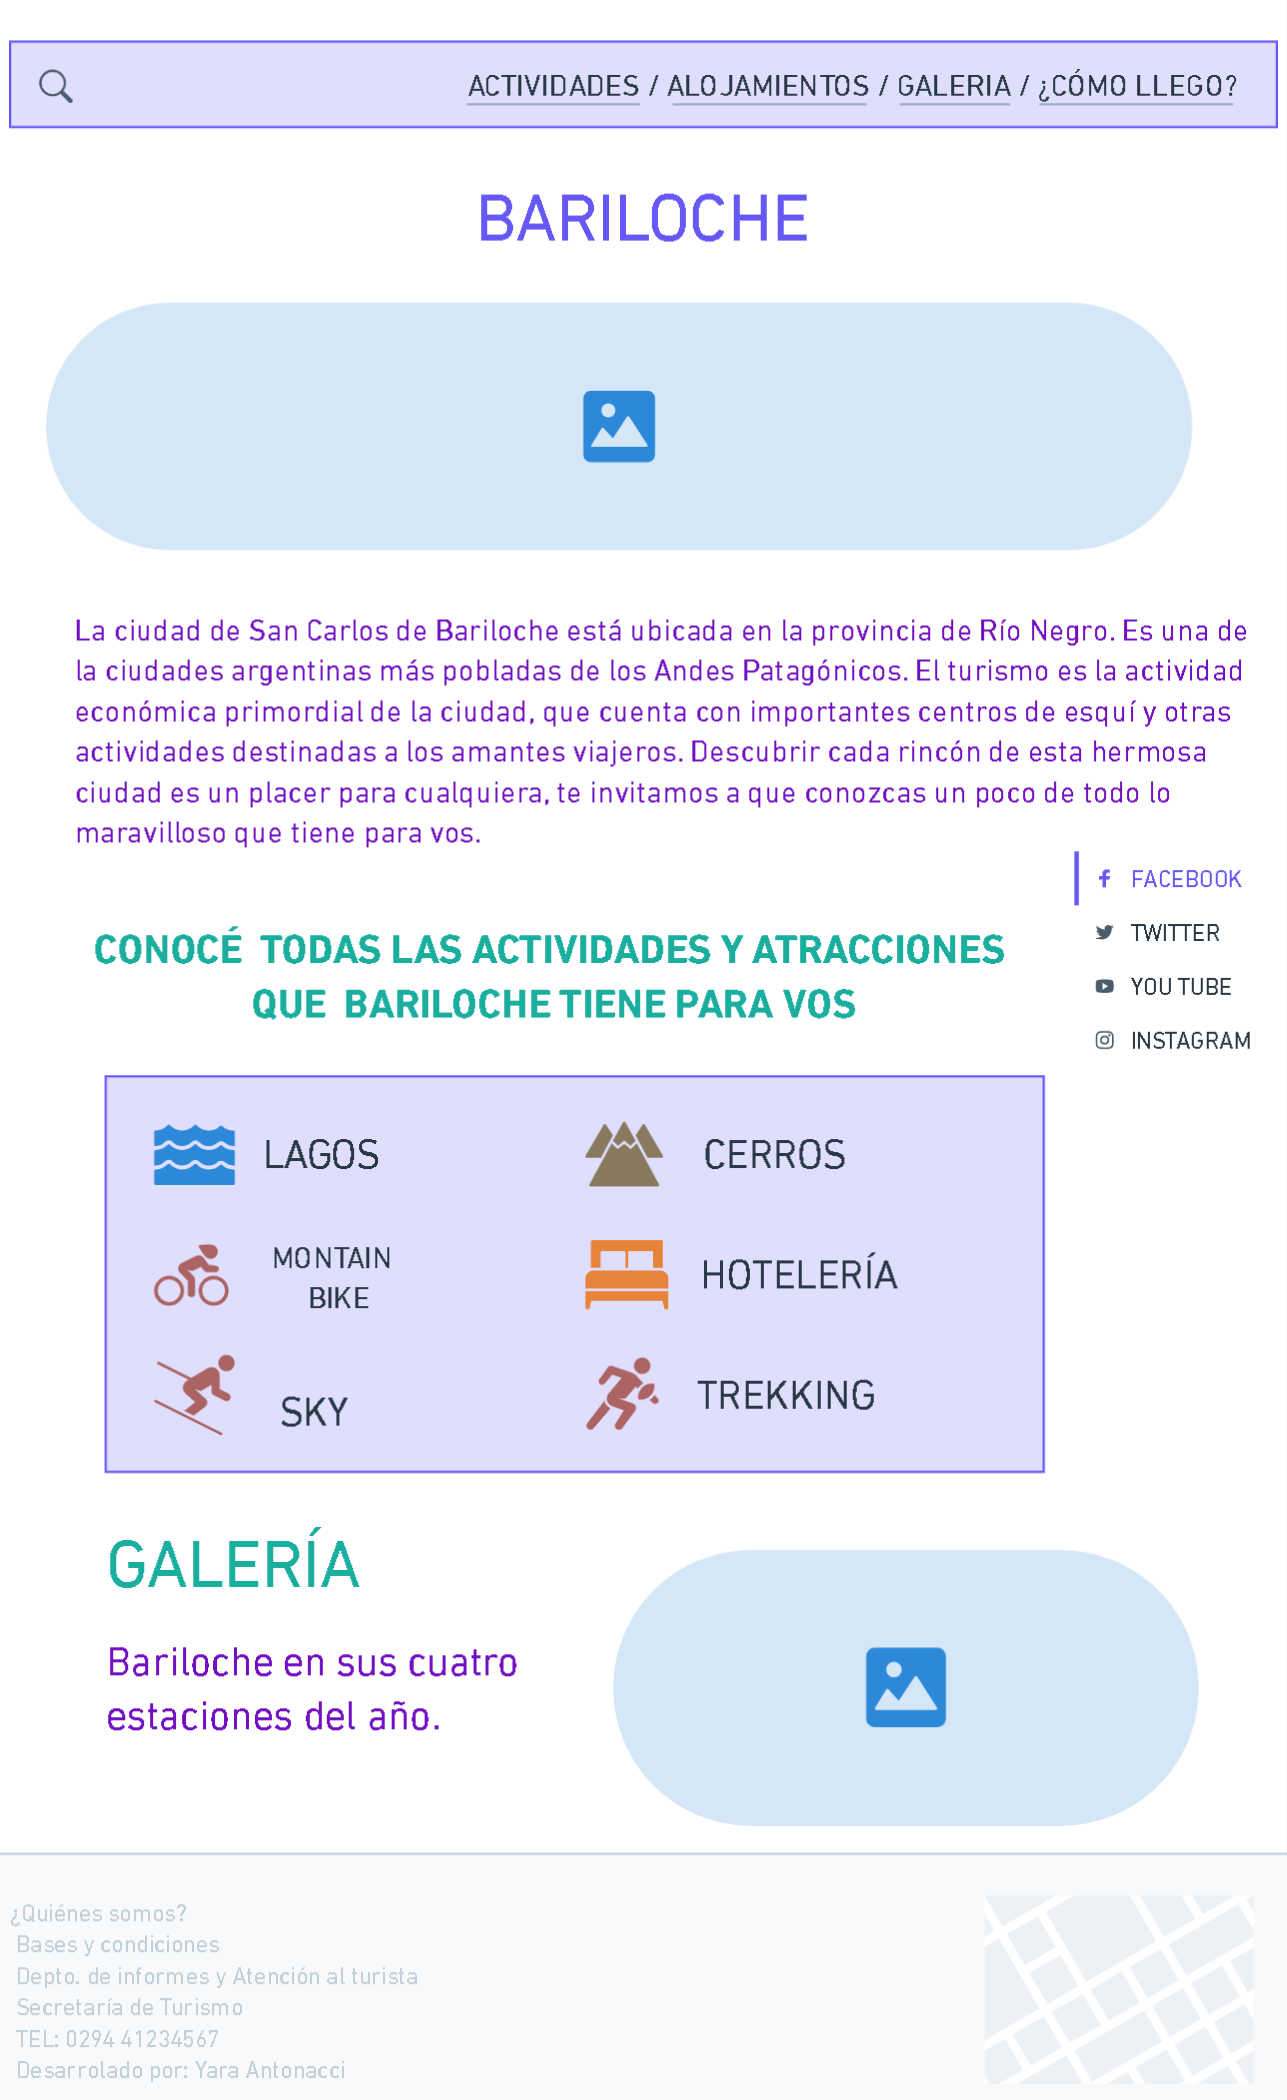 ACTIVIDADES / ALOJAMIENTOS / GALERIA / ¿CÓMO LLEGO?
BARILOCHE
La ciudad de San Carlos de Bariloche está ubicada en la provincia de Río Negro. Es una de
la ciudades argentinas más pobladas de los Andes Patagónicos. El turismo es la actividad
económica primordial de la ciudad, que cuenta con importantes centros de esquí y otras
actividades destinadas a los amantes viajeros. Descubrir cada rincón de esta hermosa
ciudad es un placer para cualquiera, te invitamos a que conozcas un poco de todo lo
maravilloso que tiene para vos.
FACEBOOK
TWITTER
YOU TUBE
INSTAGRAM
CONOCÉ TODAS LAS ACTIVIDADES Y ATRACCIONES
QUE BARILOCHE TIENE PARA VOS
LAGOS
CERROS
MONTAIN
BIKE
HOTELERÍA
SKY
TREKKING
GALERÍA
Bariloche en sus cuatro
estaciones del año.
¿Quiénes somos?
Bases y condiciones
Depto. de informes y Atención al turista
Secretaría de Turismo
TEL: 0294 41234567
Desarrolado por: Yara Antonacci